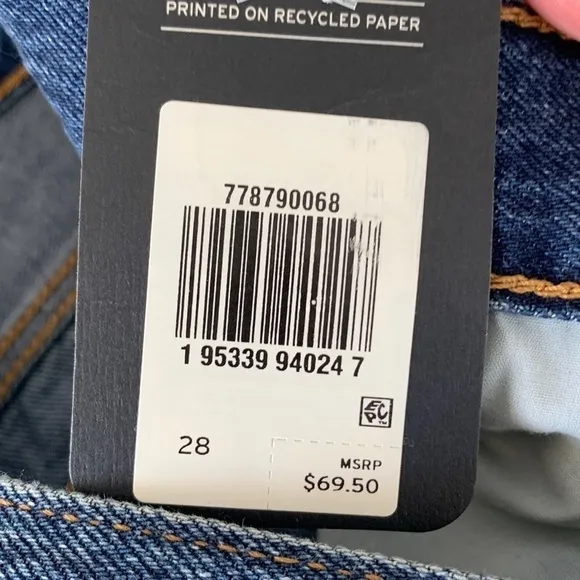 PRINTED ON RECYCLED PAPER
778790068
1 95339 94024 7
28
MSRP
$69.50